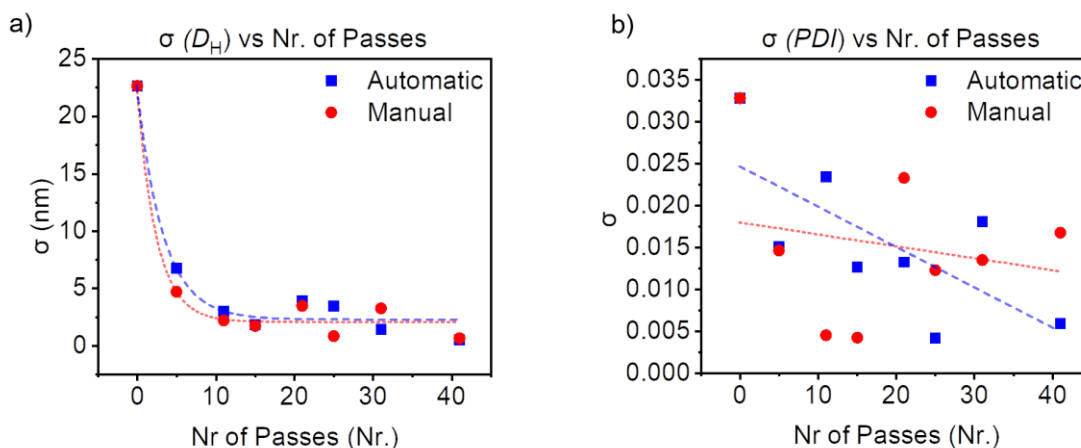 a)
σ (D_H) vs Nr. of Passes
25
20
15
10
5
0
σ (nm)
Automatic
Manual
0 10 20 30 40
Nr of Passes (Nr.)
b)
σ (PDI) vs Nr. of Passes
0.035
0.030
0.025
0.020
0.015
0.010
0.005
0.000
σ
Automatic
Manual
0 10 20 30 40
Nr of Passes (Nr.)